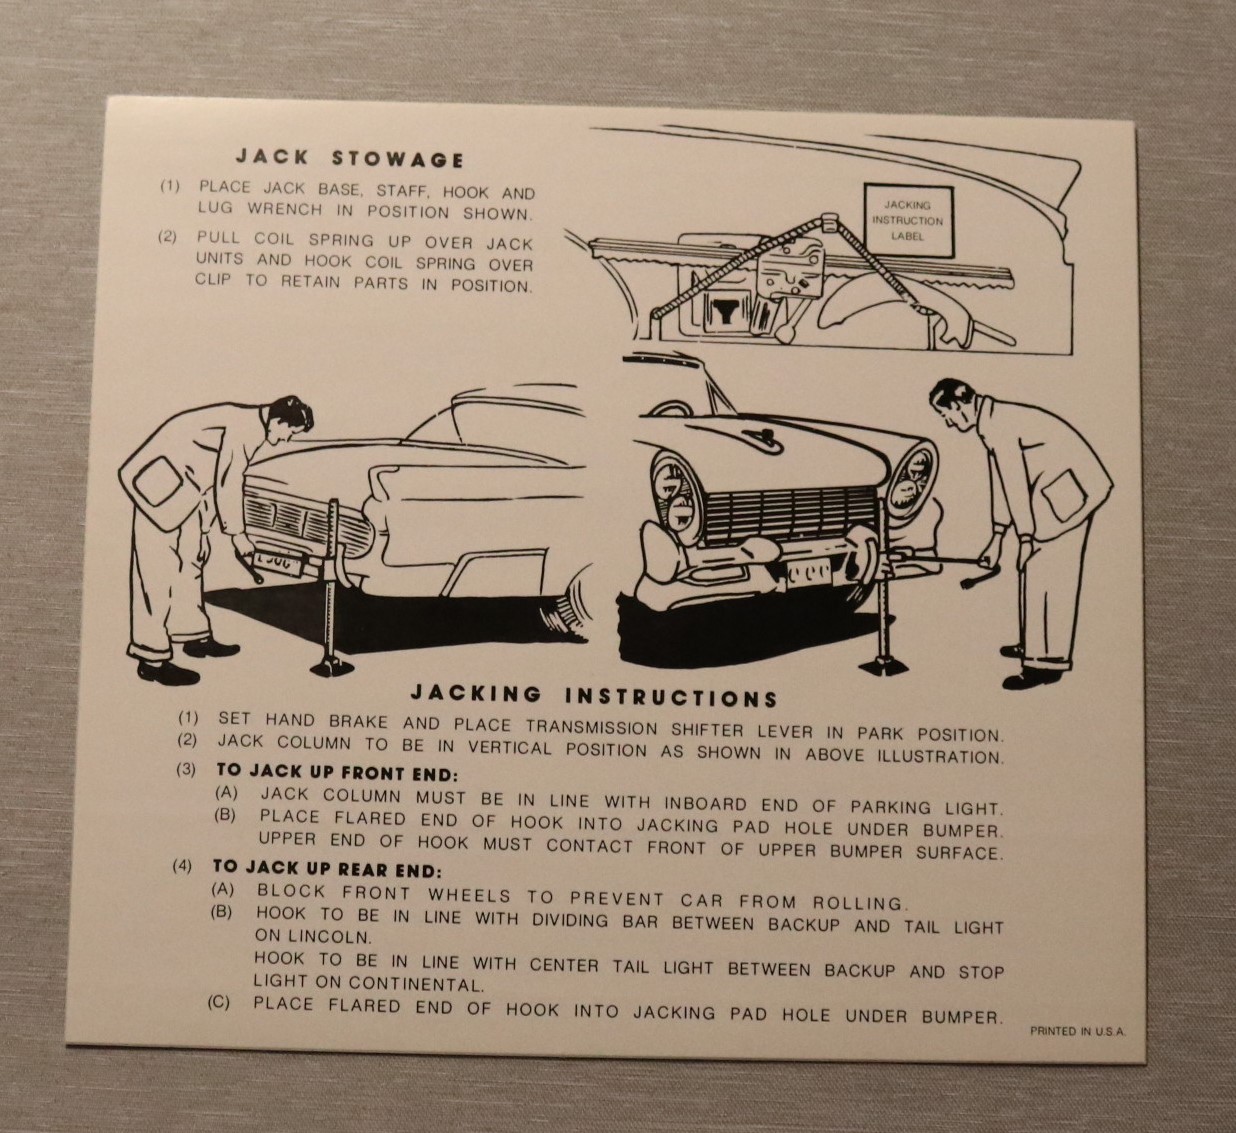 JACK STOWAGE
(1) PLACE JACK BASE, STAFF, HOOK AND
LUG WRENCH IN POSITION SHOWN.
(2) PULL COIL SPRING UP OVER JACK
UNITS AND HOOK COIL SPRING OVER
CLIP TO RETAIN PARTS IN POSITION.
JACKING
INSTRUCTION
LABEL
JACKING INSTRUCTIONS
(1) SET HAND BRAKE AND PLACE TRANSMISSION SHIFTER LEVER IN PARK POSITION.
(2) JACK COLUMN TO BE IN VERTICAL POSITION AS SHOWN IN ABOVE ILLUSTRATION.
(3) TO JACK UP FRONT END:
(A) JACK COLUMN MUST BE IN LINE WITH INBOARD END OF PARKING LIGHT.
(B) PLACE FLARED END OF HOOK INTO JACKING PAD HOLE UNDER BUMPER.
UPPER END OF HOOK MUST CONTACT FRONT OF UPPER BUMPER SURFACE.
(4) TO JACK UP REAR END:
(A) BLOCK FRONT WHEELS TO PREVENT CAR FROM ROLLING.
(B) HOOK TO BE IN LINE WITH DIVIDING BAR BETWEEN BACKUP AND TAIL LIGHT
ON LINCOLN.
HOOK TO BE IN LINE WITH CENTER TAIL LIGHT BETWEEN BACKUP AND STOP
LIGHT ON CONTINENTAL.
(C) PLACE FLARED END OF HOOK INTO JACKING PAD HOLE UNDER BUMPER.
PRINTED IN U.S.A.